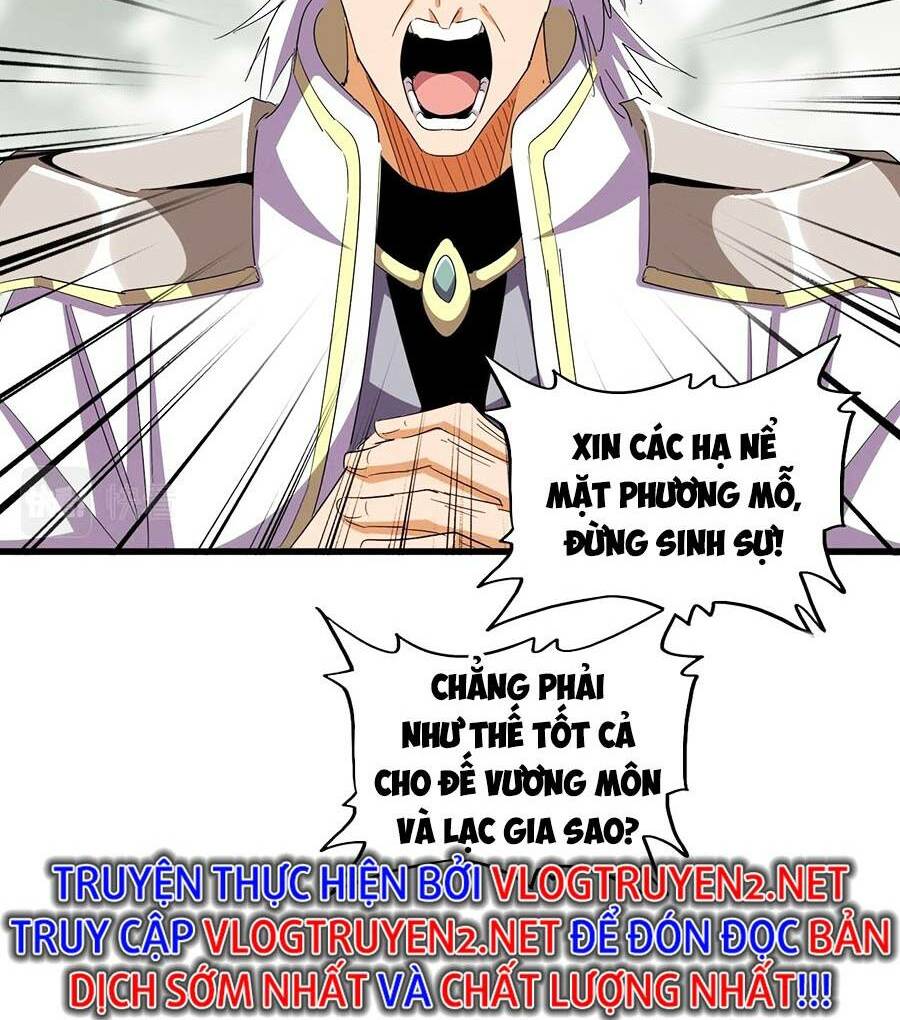 XIN CÁC HẠ NỂ
MẶT PHƯƠNG MỖ,
ĐỪNG SINH SỰ!
快看
CHẲNG PHẢI
NHƯ THẾ TỐT CẢ
CHO ĐẾ VƯƠNG MÔN
VÀ LẠC GIA SAO?
TRUYỆN THỰC HIỆN BỞI VLOGTRUYEN2.NET
TRUY CẬP VLOGTRUYEN2.NET ĐỂ ĐÓN ĐỌC BẢN
DỊCH SỚM NHẤT VÀ CHẤT LƯỢNG NHẤT!!!